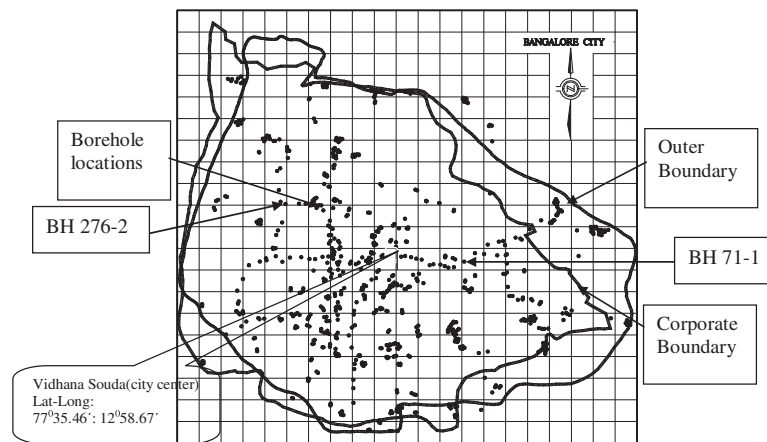 BANGALORE CITY
N
Borehole
locations
BH 276-2
Outer
Boundary
BH 71-1
Corporate
Boundary
Vidhana Souda(city center)
Lat-Long:
77⁰35.46′: 12⁰58.67′